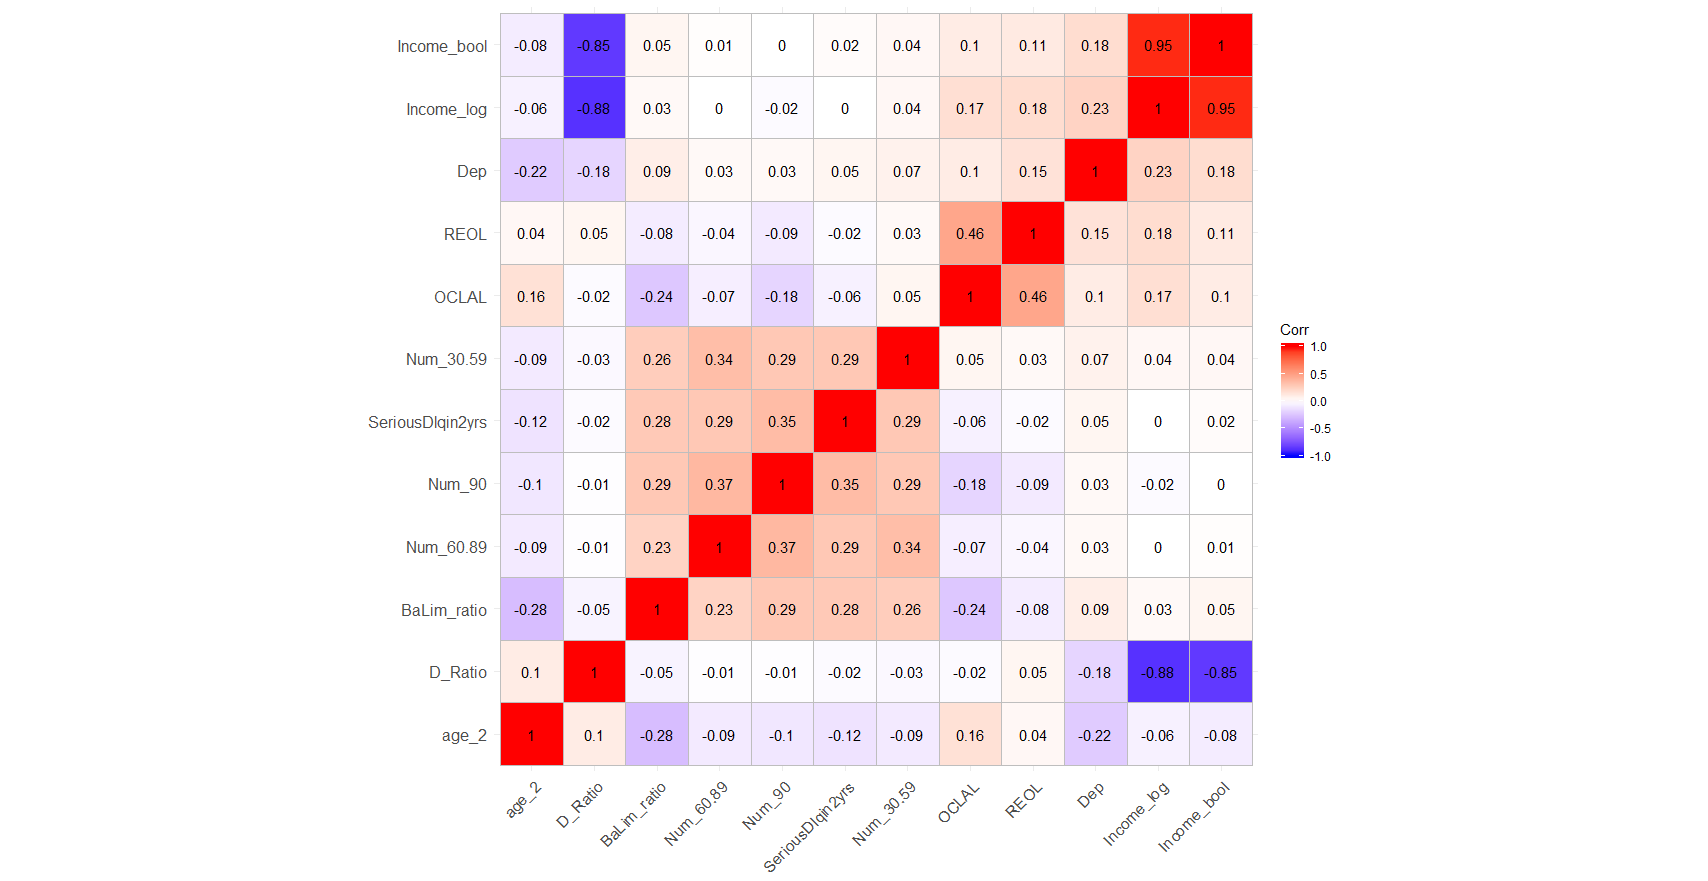 Income_bool -0.08 -0.85 0.05 0.01 0 0.02 0.04 0.1 0.11 0.18 0.95 1
Income_log -0.06 -0.88 0.03 0 -0.02 0 0.04 0.17 0.18 0.23 1 0.95
Dep -0.22 -0.18 0.09 0.03 0.03 0.05 0.07 0.1 0.15 1 0.23 0.18
REOL 0.04 0.05 -0.08 -0.04 -0.09 -0.02 0.03 0.46 1 0.15 0.18 0.11
OCLAL 0.16 -0.02 -0.24 -0.07 -0.18 -0.06 0.05 1 0.46 0.1 0.17 0.1
Num_30.59 -0.09 -0.03 0.26 0.34 0.29 0.29 1 0.05 0.03 0.07 0.04 0.04
SeriousDlqin2yrs -0.12 -0.02 0.28 0.29 0.35 1 0.29 -0.06 -0.02 0.05 0 0.02
Num_90 -0.1 -0.01 0.29 0.37 1 0.35 0.29 -0.18 -0.09 0.03 -0.02 0
Num_60.89 -0.09 -0.01 0.23 1 0.37 0.29 0.34 -0.07 -0.04 0.03 0 0.01
BaLim_ratio -0.28 -0.05 1 0.23 0.29 0.28 0.26 -0.24 -0.08 0.09 0.03 0.05
D_Ratio 0.1 1 -0.05 -0.01 -0.01 -0.02 -0.03 -0.02 0.05 -0.18 -0.88 -0.85
age_2 1 0.1 -0.28 -0.09 -0.1 -0.12 -0.09 0.16 0.04 -0.22 -0.06 -0.08
age_2 D_Ratio BaLim_ratio Num_60.89 Num_90 SeriousDlqin2yrs Num_30.59 OCLAL REOL Dep Income_log Income_bool
Corr
1.0
0.5
0.0
-0.5
-1.0